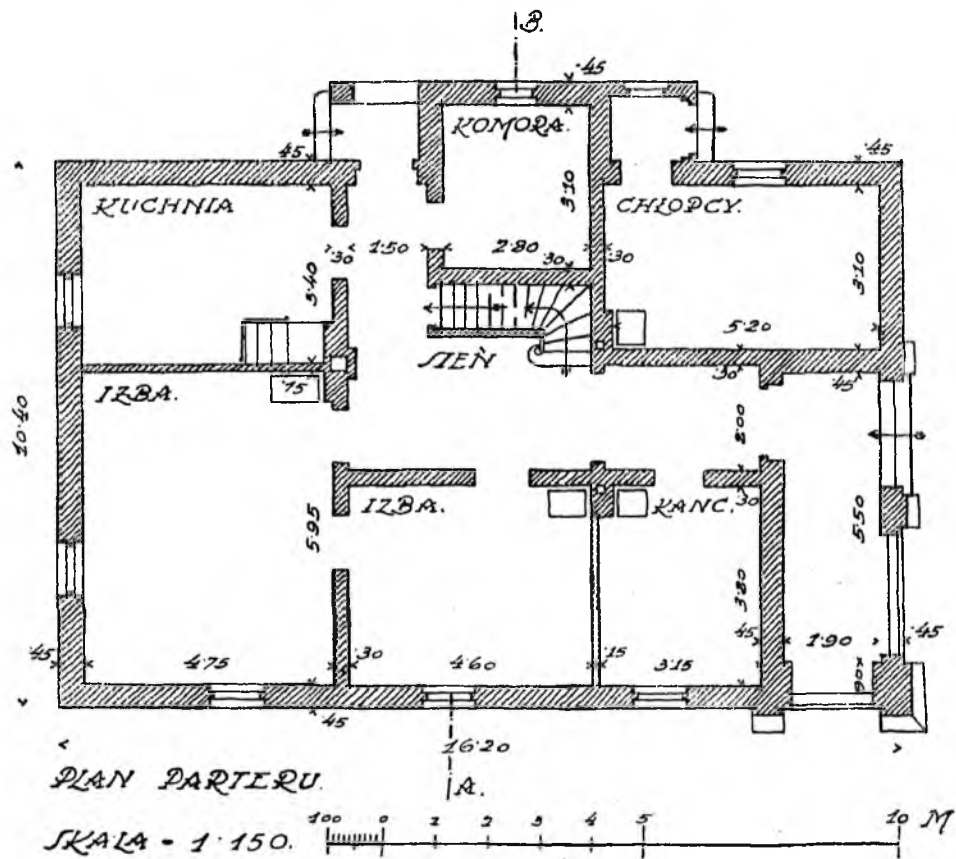 B.
·45
KOMORA.
·45
·45
KUCHNIA
3·10
CHŁOPCY.
·30
1·50
2·80
·30
·30
3·40
3·10
5·20
SIEŃ
IZBA.
·75
·30
·45
10·40
2·00
IZBA.
KANC.
·30
5·95
5·50
3·80
·45
4·75
·30
4·60
·15
3·15
·45
1·90
·45
90
·45
16·20
PLAN PARTERU.
A.
SKALA = 1·150.
100 0 1 2 3 4 5 10 M